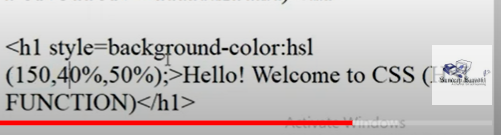 <h1 style=background-color:hsl
(150,40%,50%);>Hello! Welcome to CSS (
FUNCTION)</h1>
Activate Windows